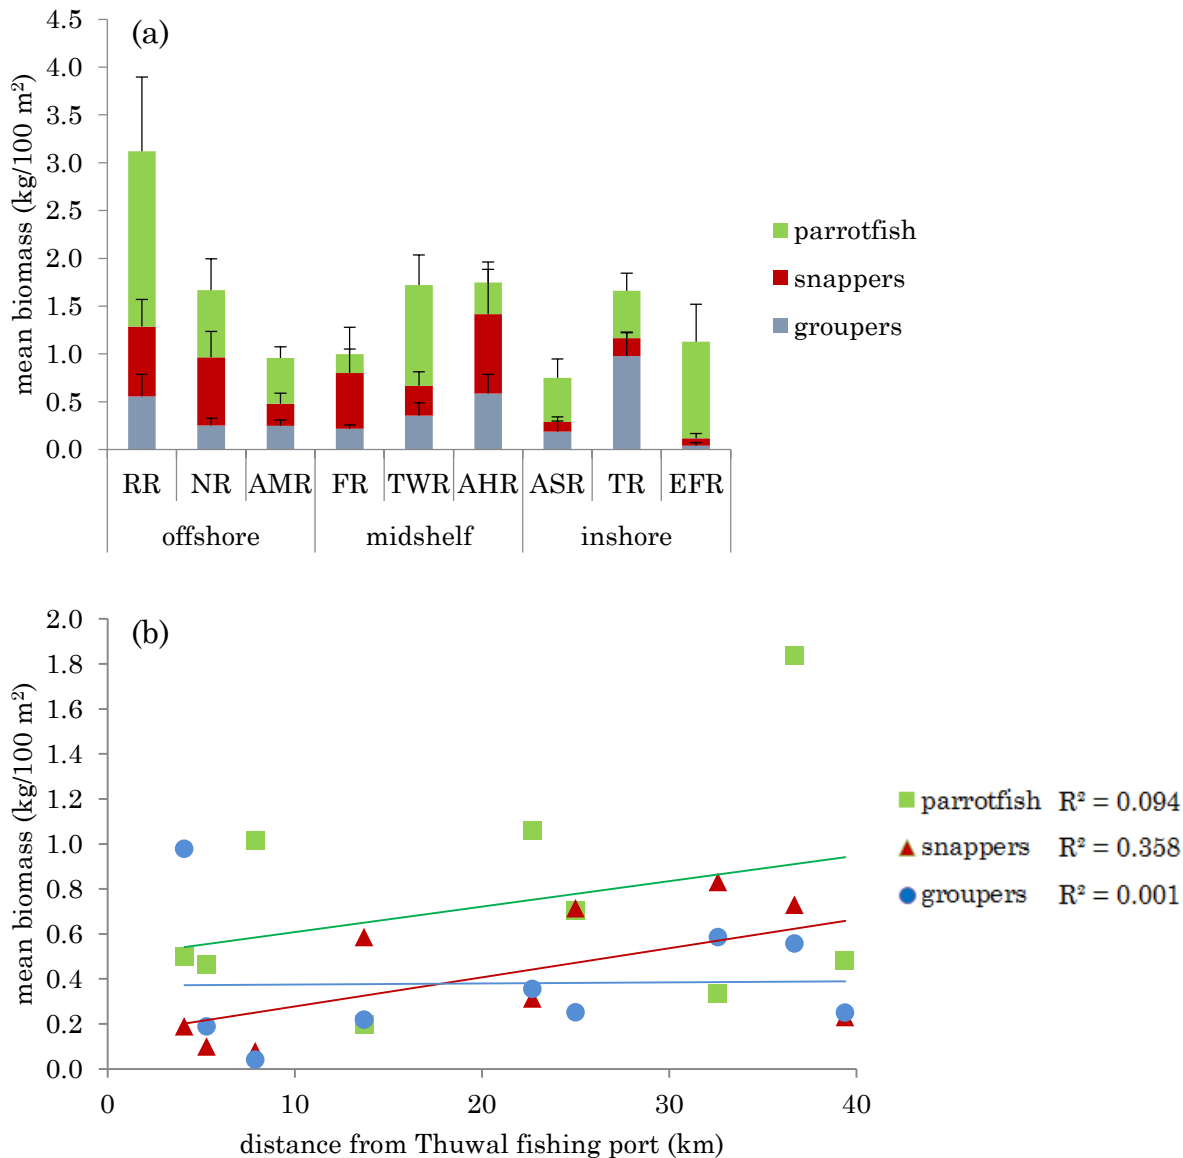 (a)
mean biomass (kg/100 m²)
4.5
4.0
3.5
3.0
2.5
2.0
1.5
1.0
0.5
0.0
RR NR AMR FR TWR AHR ASR TR EFR
offshore midshelf inshore
parrotfish
snappers
groupers
(b)
mean biomass (kg/100 m²)
2.0
1.8
1.6
1.4
1.2
1.0
0.8
0.6
0.4
0.2
0.0
0 10 20 30 40
distance from Thuwal fishing port (km)
parrotfish R² = 0.094
snappers R² = 0.358
groupers R² = 0.001